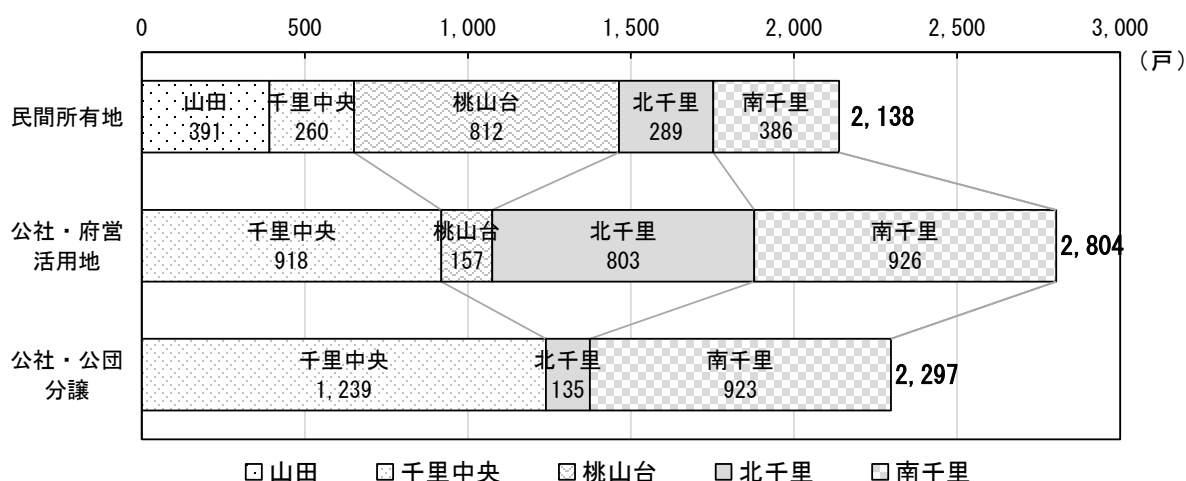 0 500 1,000 1,500 2,000 2,500 3,000
（戸）
民間所有地
山田 千里中央 桃山台 北千里 南千里
391 260 812 289 386
2,138
公社・府営
活用地
千里中央 桃山台 北千里 南千里
918 157 803 926
2,804
公社・公団
分譲
千里中央 北千里 南千里
1,239 135 923
2,297
山田 千里中央 桃山台 北千里 南千里